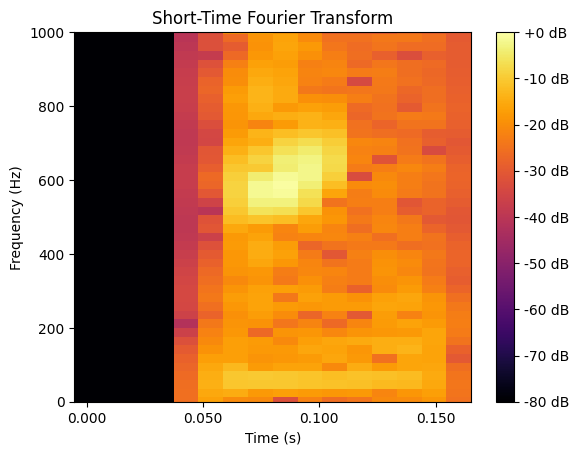 Short-Time Fourier Transform
1000
800
600
400
200
0
Frequency (Hz)
0.000
0.050
0.100
0.150
Time (s)
+0 dB
-10 dB
-20 dB
-30 dB
-40 dB
-50 dB
-60 dB
-70 dB
-80 dB